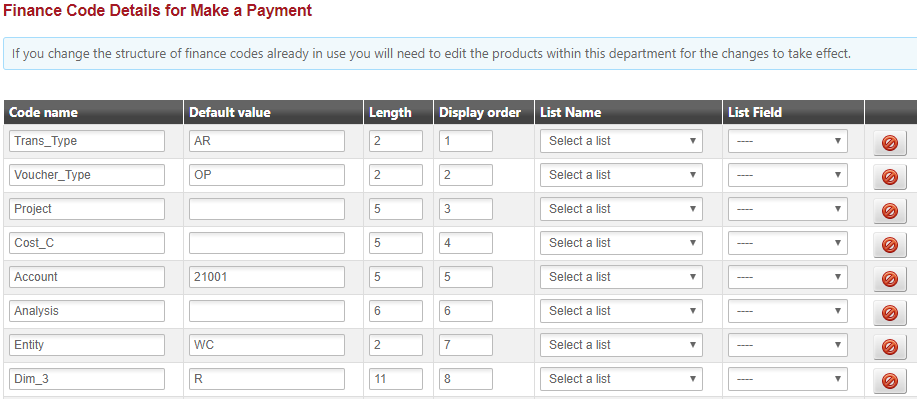 Finance Code Details for Make a Payment
If you change the structure of finance codes already in use you will need to edit the products within this department for the changes to take effect.
Code name Default value Length Display order List Name List Field
Trans_Type AR 2 1 Select a list ----
Voucher_Type OP 2 2 Select a list ----
Project 5 3 Select a list ----
Cost_C 5 4 Select a list ----
Account 21001 5 5 Select a list ----
Analysis 6 6 Select a list ----
Entity WC 2 7 Select a list ----
Dim_3 R 11 8 Select a list ----